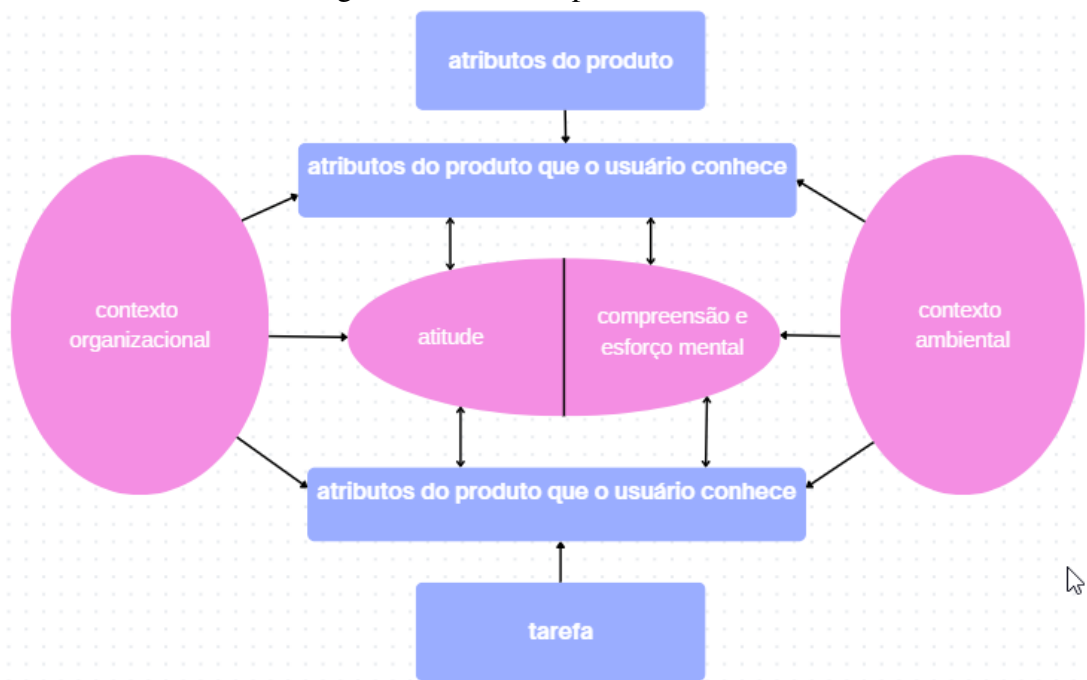 atributos do produto
atributos do produto que o usuário conhece
contexto
organizacional
atitude
compreensão e
esforço mental
contexto
ambiental
atributos do produto que o usuário conhece
tarefa